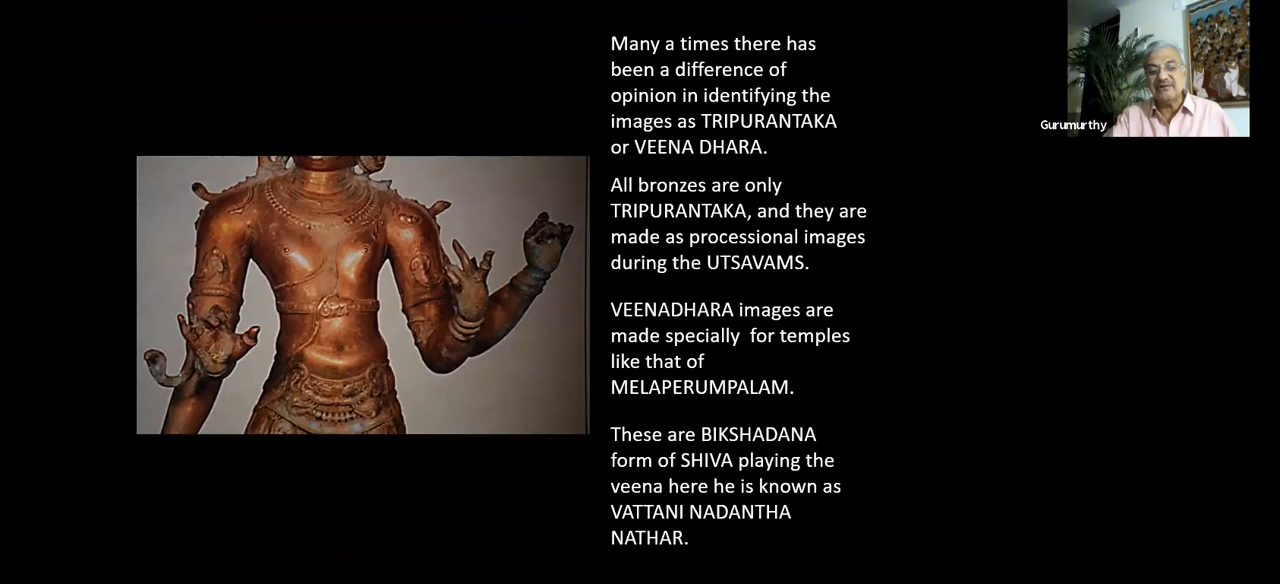 Many a times there has
been a difference of
opinion in identifying the
images as TRIPURANTAKA
or VEENA DHARA.
All bronzes are only
TRIPURANTAKA, and they are
made as processional images
during the UTSAVAMS.
VEENADHARA images are
made specially  for temples
like that of
MELAPERUMPALAM.
These are BIKSHADANA
form of SHIVA playing the
veena here he is known as
VATTANI NADANTHA
NATHAR.
Gurumurthy